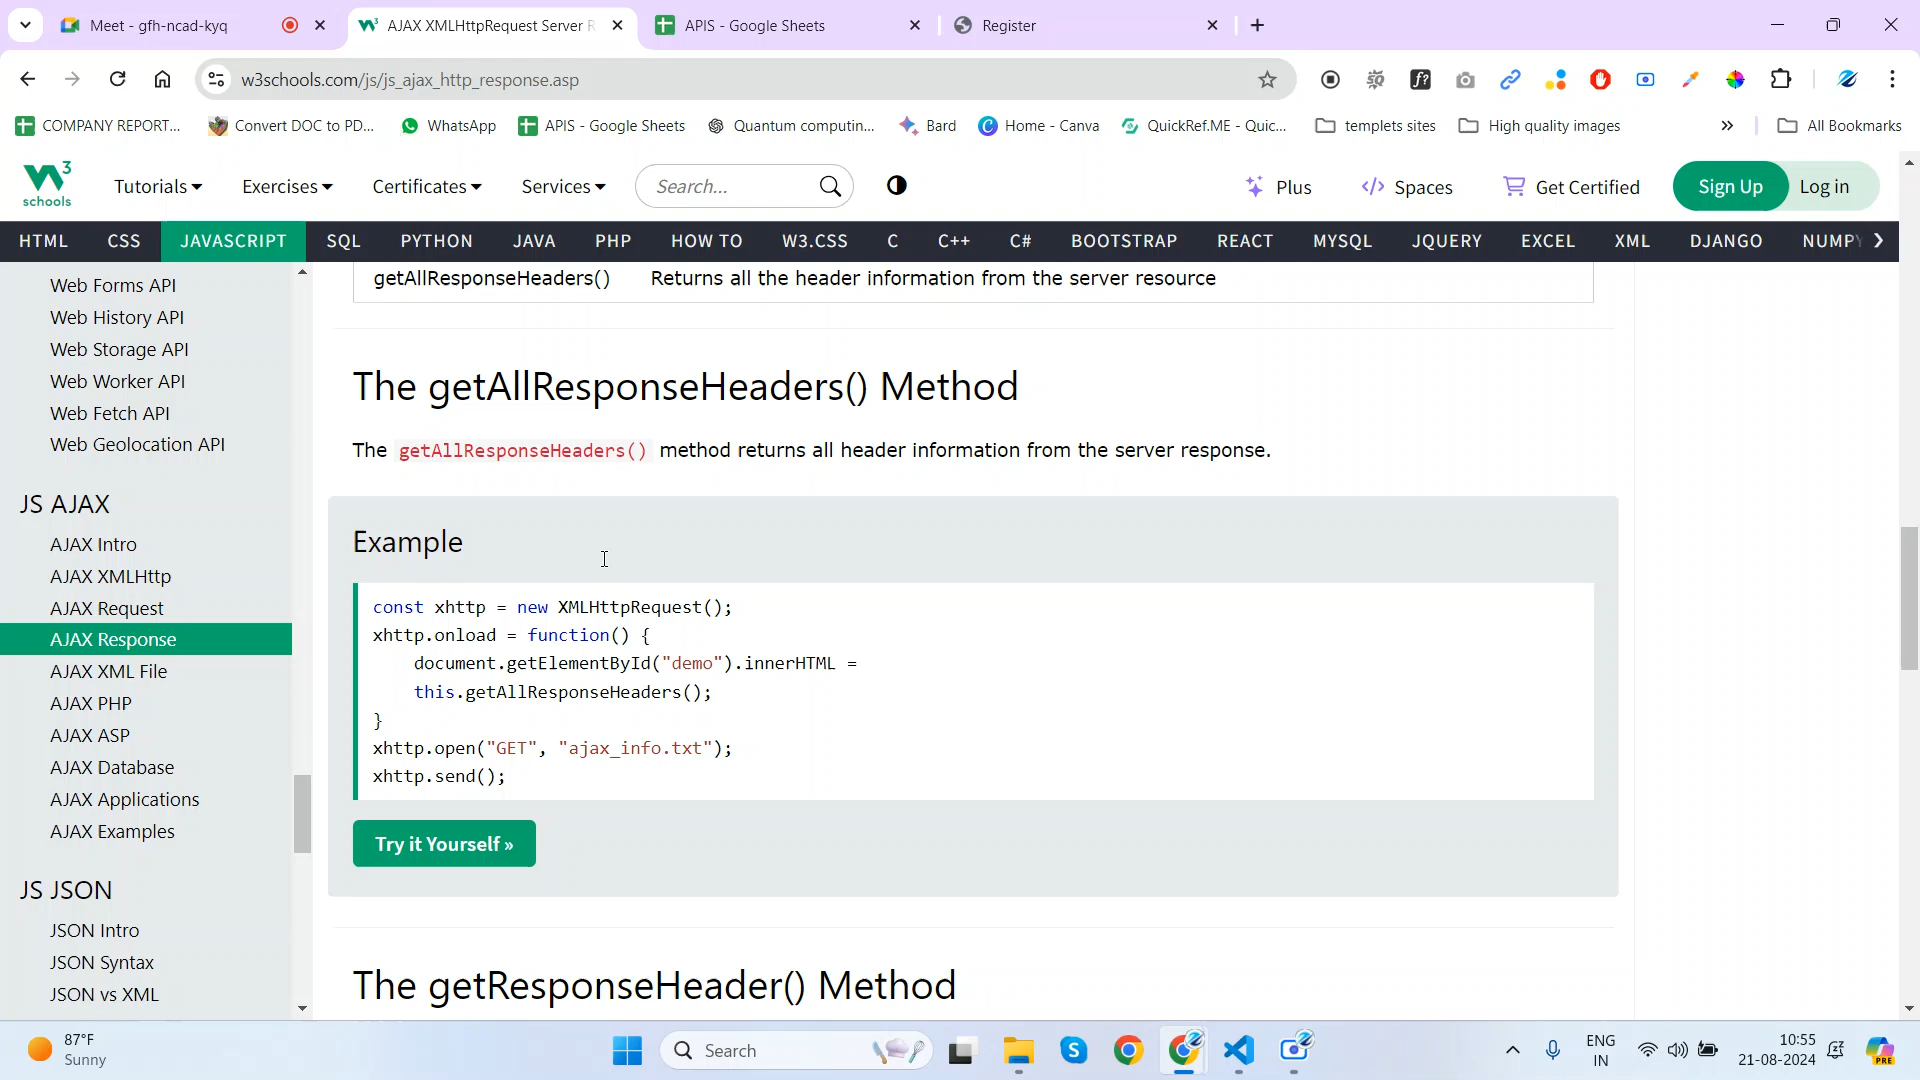 Meet - gfh-ncad-kyq
AJAX XMLHttpRequest Server R
APIS - Google Sheets
Register
w3schools.com/js/js_ajax_http_response.asp
COMPANY REPORT...
Convert DOC to PD...
WhatsApp
APIS - Google Sheets
Quantum computin...
Bard
Home - Canva
QuickRef.ME - Quic...
templets sites
High quality images
All Bookmarks
W3 schools
Tutorials
Exercises
Certificates
Services
Search...
Plus
Spaces
Get Certified
Sign Up
Log in
HTML CSS JAVASCRIPT SQL PYTHON JAVA PHP HOW TO W3.CSS C C++ C# BOOTSTRAP REACT MYSQL JQUERY EXCEL XML DJANGO NUMPY
Web Forms API
Web History API
Web Storage API
Web Worker API
Web Fetch API
Web Geolocation API
JS AJAX
AJAX Intro
AJAX XMLHttp
AJAX Request
AJAX Response
AJAX XML File
AJAX PHP
AJAX ASP
AJAX Database
AJAX Applications
AJAX Examples
JS JSON
JSON Intro
JSON Syntax
JSON vs XML
getAllResponseHeaders() Returns all the header information from the server resource
The getAllResponseHeaders() Method
The getAllResponseHeaders() method returns all header information from the server response.
Example
const xhttp = new XMLHttpRequest();
xhttp.onload = function() {
document.getElementById("demo").innerHTML =
this.getAllResponseHeaders();
}
xhttp.open("GET", "ajax_info.txt");
xhttp.send();
Try it Yourself »
The getResponseHeader() Method
87°F
Sunny
Search
ENG
IN
10:55
21-08-2024
PRE